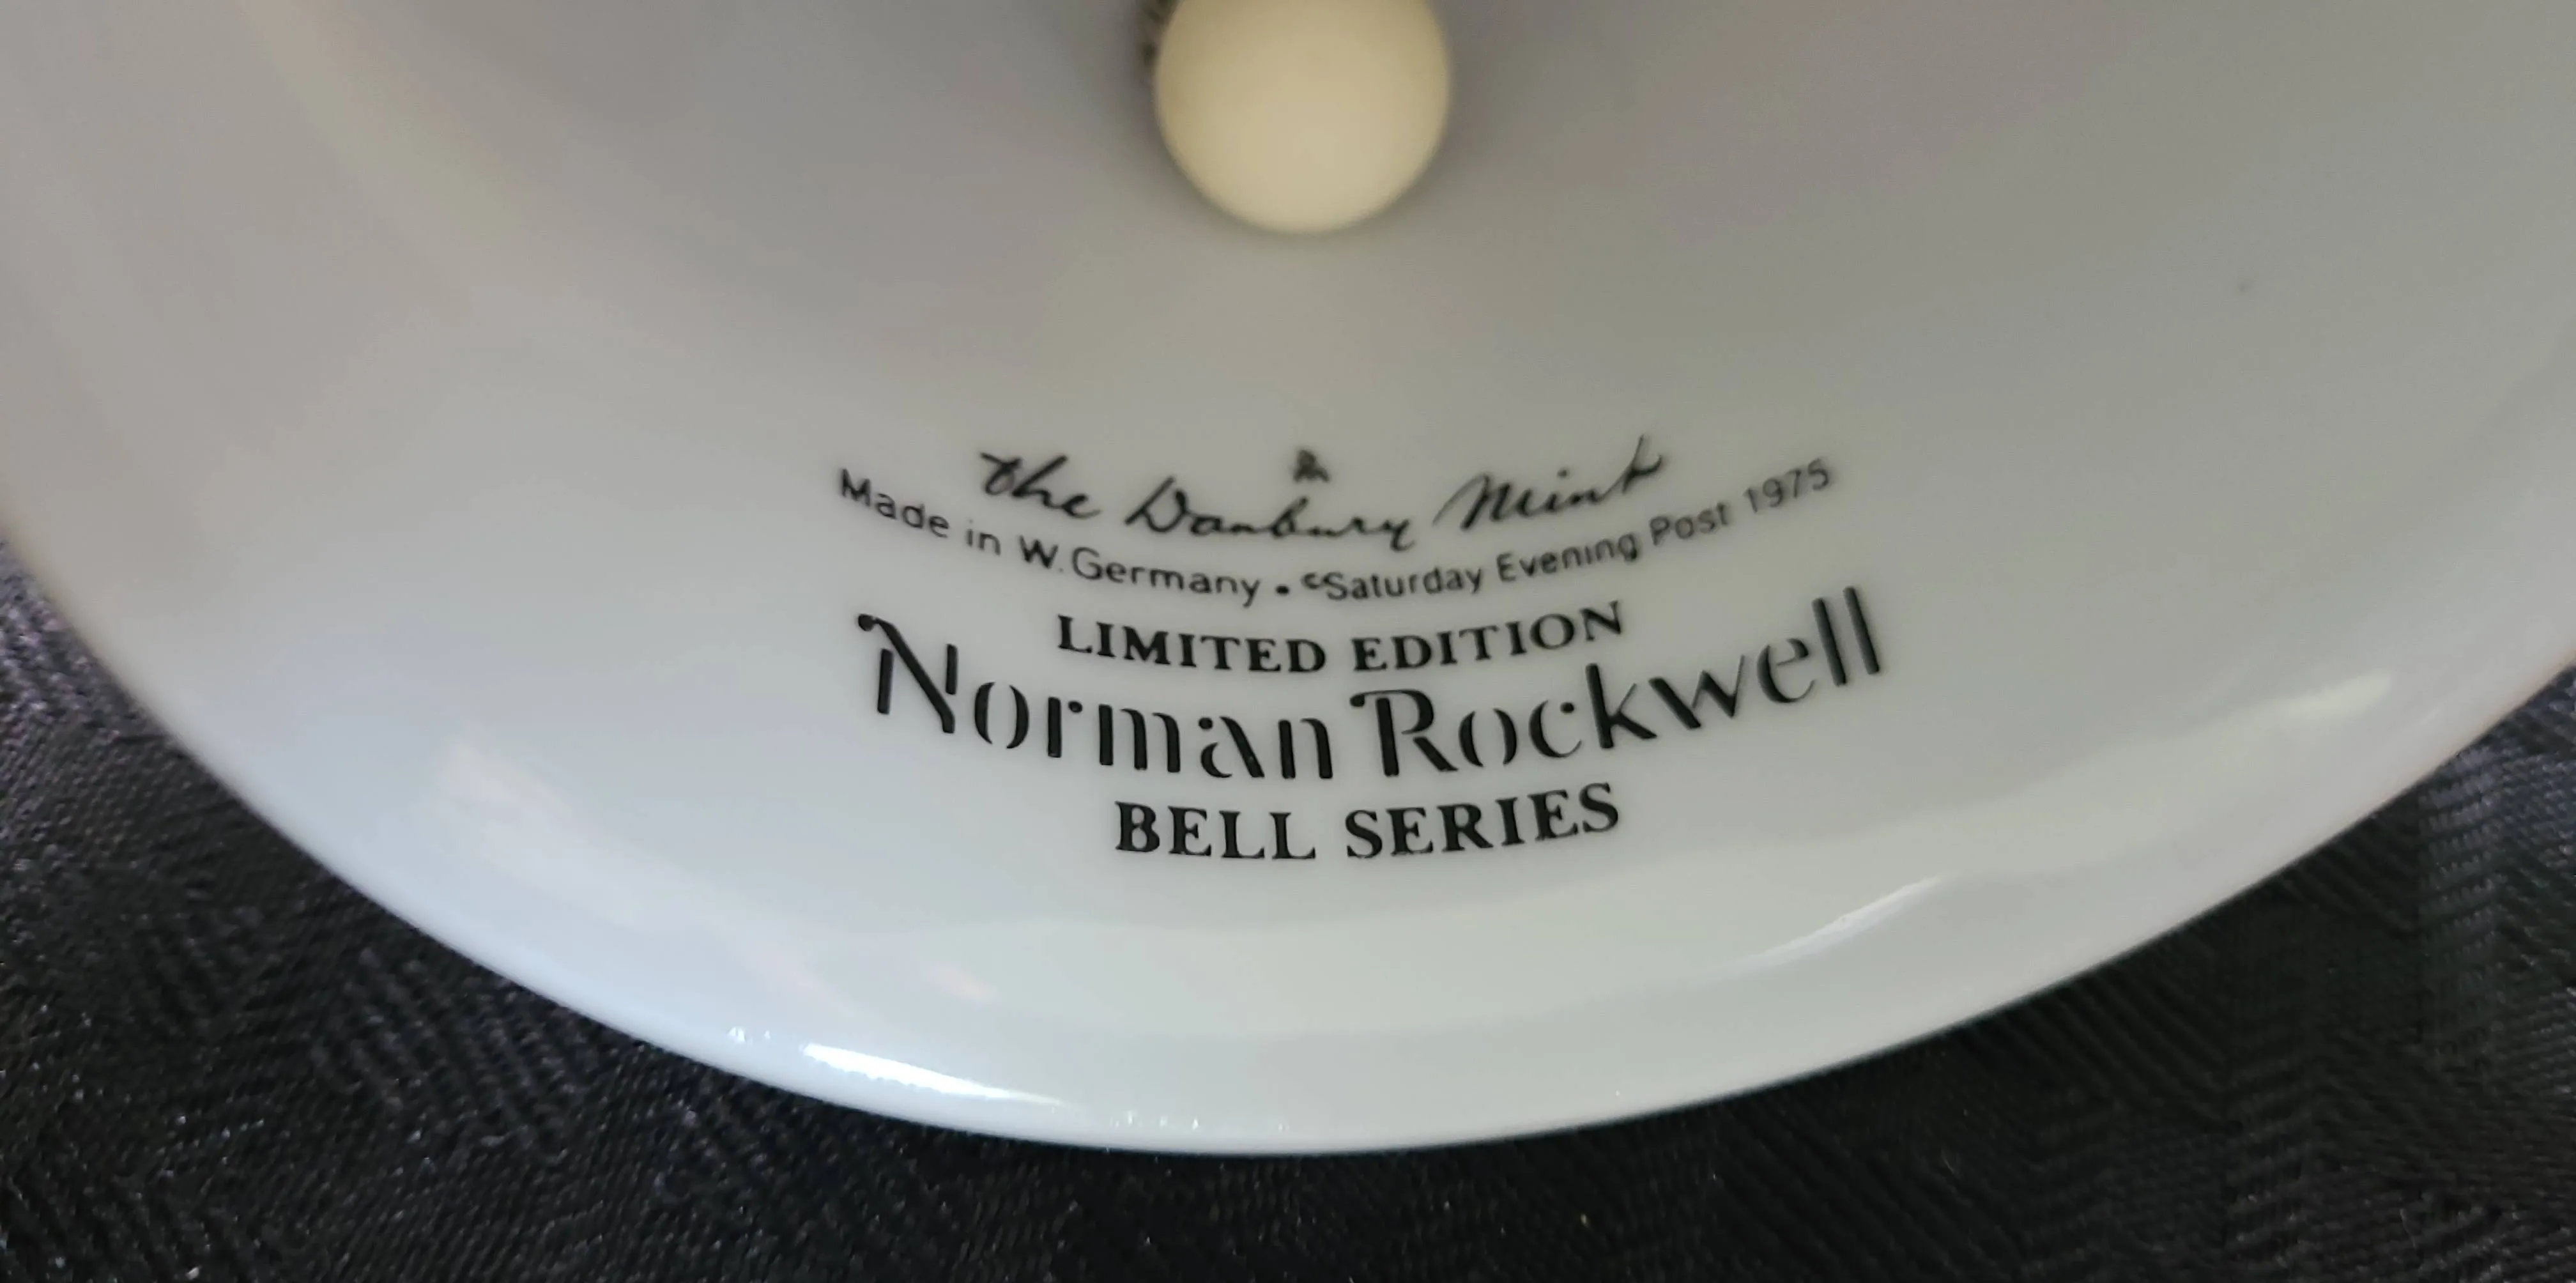 The Danbury Mint
Made in W. Germany • ©Saturday Evening Post 1975
LIMITED EDITION
Norman Rockwell
BELL SERIES